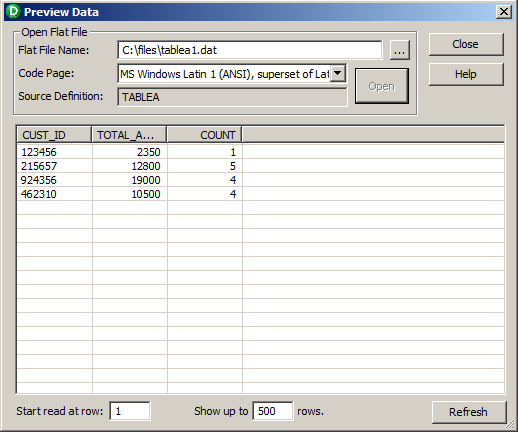 Preview Data
Open Flat File
Flat File Name: C:\files\tablea1.dat ...
Close
Code Page: MS Windows Latin 1 (ANSI), superset of Lat
Open
Help
Source Definition: TABLEA
CUST_ID TOTAL_A... COUNT
123456 2350 1
215657 12800 5
924356 19000 4
462310 10500 4
Start read at row: 1 Show up to 500 rows. Refresh